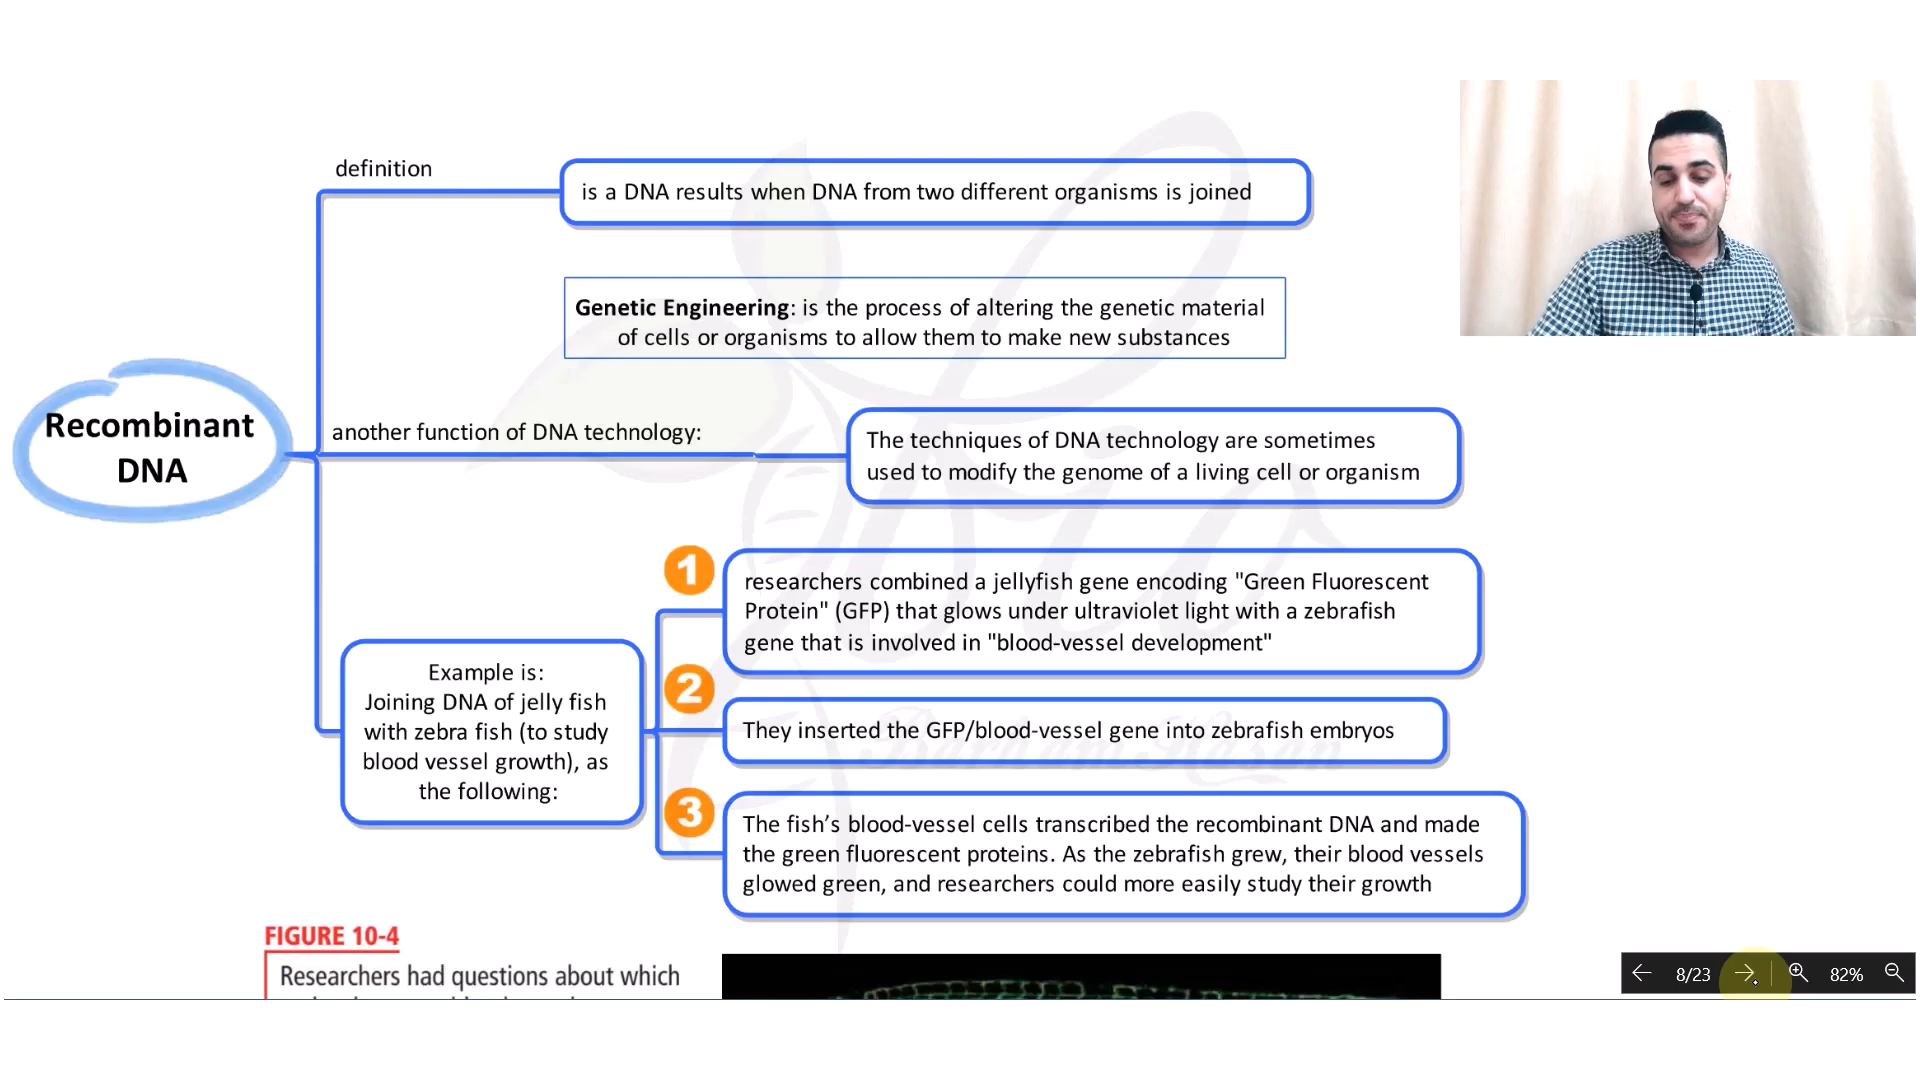 definition
is a DNA results when DNA from two different organisms is joined
Genetic Engineering: is the process of altering the genetic material
of cells or organisms to allow them to make new substances
Recombinant
DNA
another function of DNA technology:
The techniques of DNA technology are sometimes
used to modify the genome of a living cell or organism
Example is:
Joining DNA of jelly fish
with zebra fish (to study
blood vessel growth), as
the following:
1
researchers combined a jellyfish gene encoding "Green Fluorescent
Protein" (GFP) that glows under ultraviolet light with a zebrafish
gene that is involved in "blood-vessel development"
2
They inserted the GFP/blood-vessel gene into zebrafish embryos
3
The fish’s blood-vessel cells transcribed the recombinant DNA and made
the green fluorescent proteins. As the zebrafish grew, their blood vessels
glowed green, and researchers could more easily study their growth
FIGURE 10-4
Researchers had questions about which
8/23
82%